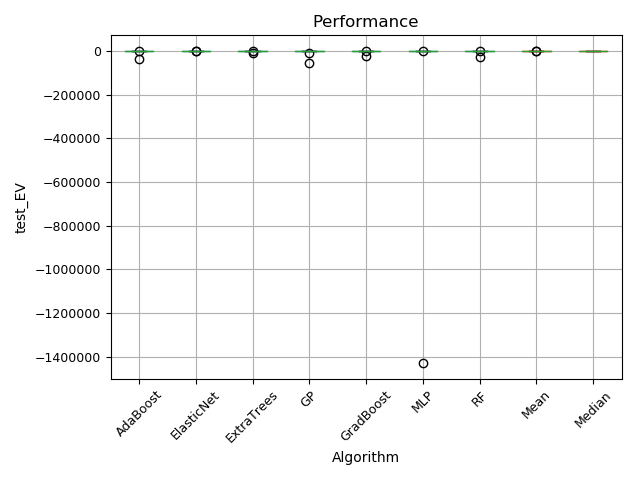 Performance
0
−200000
−400000
−600000
−800000
−1000000
−1200000
−1400000
test_EV
AdaBoost
ElasticNet
ExtraTrees
GP
GradBoost
MLP
RF
Mean
Median
Algorithm